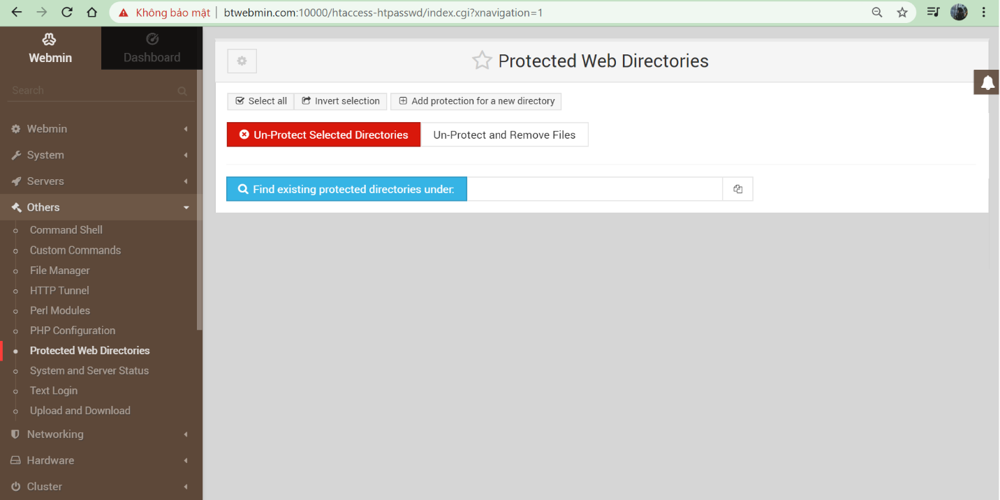 Không bảo mật btwebmin.com:10000/htaccess-htpasswd/index.cgi?xnavigation=1
Webmin
Dashboard
Search
Webmin
System
Servers
Others
Command Shell
Custom Commands
File Manager
HTTP Tunnel
Perl Modules
PHP Configuration
Protected Web Directories
System and Server Status
Text Login
Upload and Download
Networking
Hardware
Cluster
Protected Web Directories
Select all Invert selection Add protection for a new directory
Un-Protect Selected Directories Un-Protect and Remove Files
Find existing protected directories under: